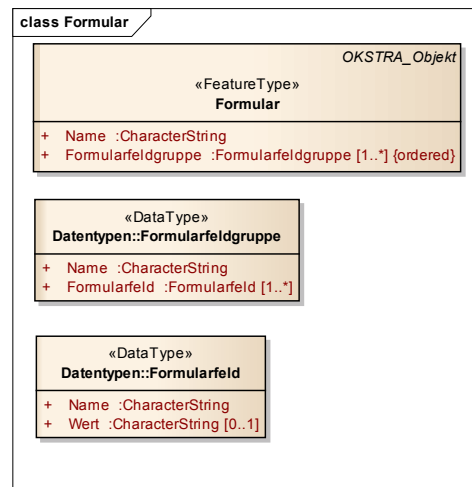 class Formular
OKSTRA_Objekt
«FeatureType»
Formular
+ Name :CharacterString
+ Formularfeldgruppe :Formularfeldgruppe [1..*] {ordered}
«DataType»
Datentypen::Formularfeldgruppe
+ Name :CharacterString
+ Formularfeld :Formularfeld [1..*]
«DataType»
Datentypen::Formularfeld
+ Name :CharacterString
+ Wert :CharacterString [0..1]